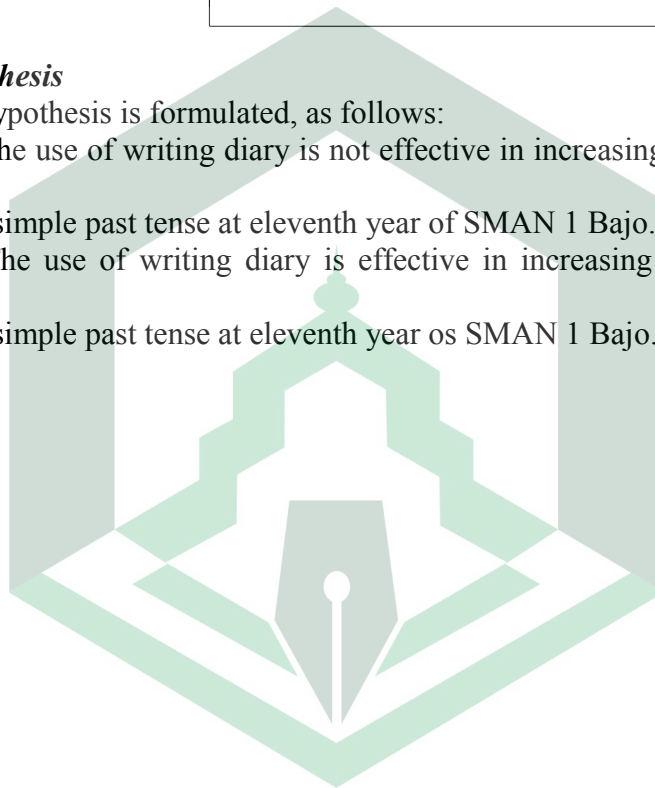 hesis
ypothesis is formulated, as follows:
he use of writing diary is not effective in increasing
simple past tense at eleventh year of SMAN 1 Bajo.
he use of writing diary is effective in increasing
simple past tense at eleventh year os SMAN 1 Bajo.